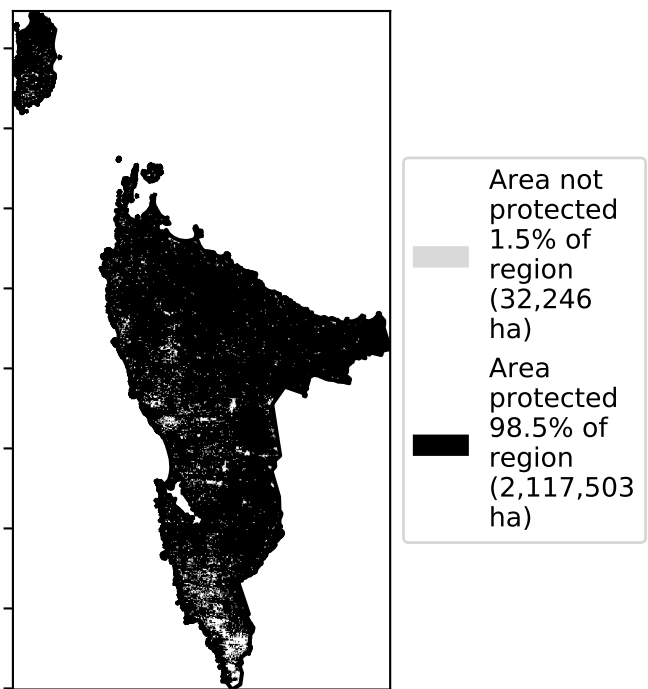 Area not
protected
1.5% of
region
(32,246
ha)
Area
protected
98.5% of
region
(2,117,503
ha)